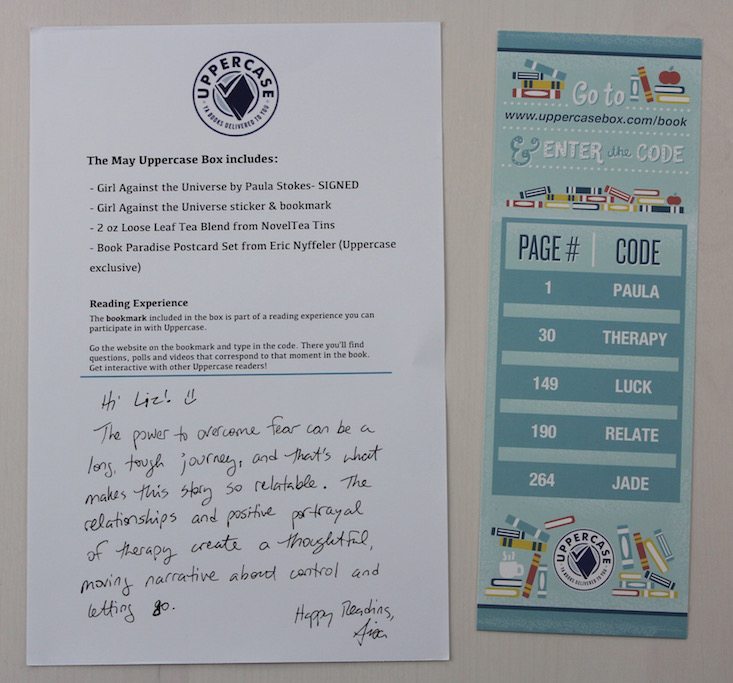 UPPERCASE
YA BOOKS DELIVERED TO YOU
The May Uppercase Box includes:
- Girl Against the Universe by Paula Stokes- SIGNED
- Girl Against the Universe sticker & bookmark
- 2 oz Loose Leaf Tea Blend from NovelTea Tins
- Book Paradise Postcard Set from Eric Nyffeler (Uppercase
exclusive)
Reading Experience
The bookmark included in the box is part of a reading experience you can
participate in with Uppercase.
Go the website on the bookmark and type in the code. There you'll find
questions, polls and videos that correspond to that moment in the book.
Get interactive with other Uppercase readers!
Hi Liz!
The power to overcome fear can be a
long, tough journey, and that's what
makes this story so relatable. The
relationships and positive portrayal
of therapy create a thoughtful,
moving narrative about control and
letting go.
Happy Reading,
Go to
www.uppercasebox.com/book
& ENTER the CODE
PAGE # CODE
1 PAULA
30 THERAPY
149 LUCK
190 RELATE
264 JADE
UPPERCASE
YA BOOKS DELIVERED TO YOU